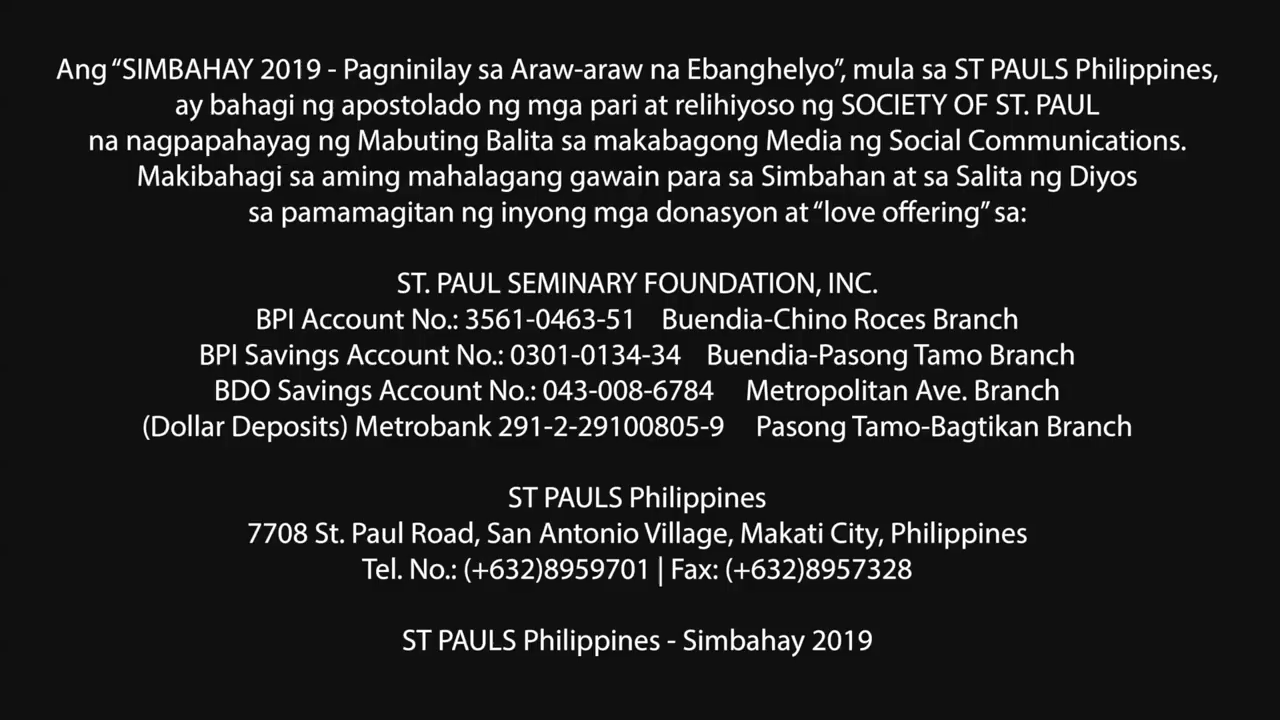 Ang “SIMBAHAY 2019 - Pagninilay sa Araw-araw na Ebanghelyo”, mula sa ST PAULS Philippines,
ay bahagi ng apostolado ng mga pari at relihiyoso ng SOCIETY OF ST. PAUL
na nagpapahayag ng Mabuting Balita sa makabagong Media ng Social Communications.
Makibahagi sa aming mahalagang gawain para sa Simbahan at sa Salita ng Diyos
sa pamamagitan ng inyong mga donasyon at “love offering” sa:
ST. PAUL SEMINARY FOUNDATION, INC.
BPI Account No.: 3561-0463-51 Buendia-Chino Roces Branch
BPI Savings Account No.: 0301-0134-34 Buendia-Pasong Tamo Branch
BDO Savings Account No.: 043-008-6784 Metropolitan Ave. Branch
(Dollar Deposits) Metrobank 291-2-29100805-9 Pasong Tamo-Bagtikan Branch
ST PAULS Philippines
7708 St. Paul Road, San Antonio Village, Makati City, Philippines
Tel. No.: (+632)8959701 | Fax: (+632)8957328
ST PAULS Philippines - Simbahay 2019